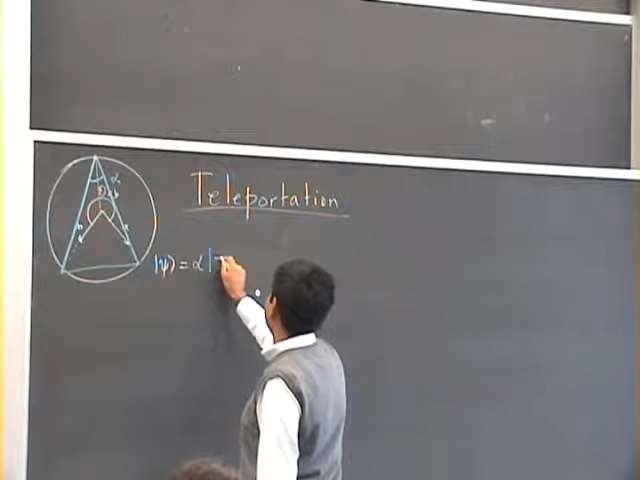 Teleportation
|ψ⟩ = α |
α